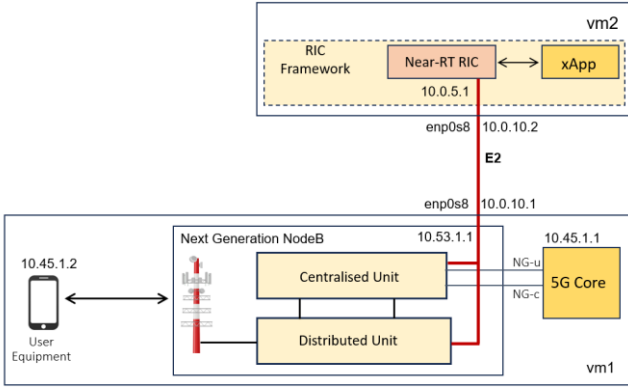 vm2
RIC
Framework
Near-RT RIC
xApp
10.0.5.1
enp0s8
10.0.10.2
E2
enp0s8
10.0.10.1
Next Generation NodeB
10.53.1.1
10.45.1.1
10.45.1.2
Centralised Unit
NG-u
NG-c
5G Core
User
Equipment
Distributed Unit
vm1